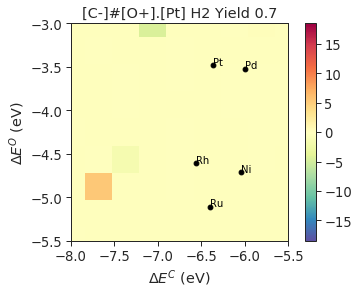 [C-]#[O+].[Pt] H2 Yield 0.7
ΔE^O (eV)
−3.0
−3.5
−4.0
−4.5
−5.0
−5.5
Pt
Pd
Rh
Ni
Ru
−8.0 −7.5 −7.0 −6.5 −6.0 −5.5
ΔE^C (eV)
15
10
5
0
−5
−10
−15